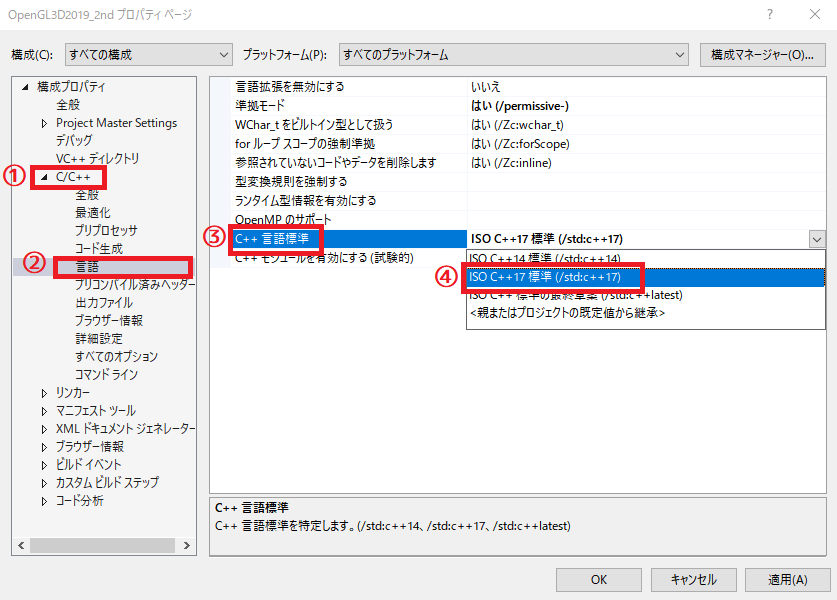 OpenGL3D2019_2nd プロパティ ページ
? ×
構成(C): すべての構成 プラットフォーム(P): すべてのプラットフォーム 構成マネージャー(O)...
構成プロパティ
全般
Project Master Settings
デバッグ
VC++ ディレクトリ
① C/C++
全般
最適化
プリプロセッサ
コード生成
② 言語
プリコンパイル済みヘッダー
出力ファイル
ブラウザー情報
詳細設定
すべてのオプション
コマンド ライン
リンカー
マニフェスト ツール
XML ドキュメント ジェネレーター
ブラウザー情報
ビルド イベント
カスタム ビルド ステップ
コード分析
言語拡張を無効にする いいえ
準拠モード はい (/permissive-)
WChar_t をビルトイン型として扱う はい (/Zc:wchar_t)
for ループ スコープの強制準拠 はい (/Zc:forScope)
参照されていないコードやデータを削除します はい (/Zc:inline)
型変換規則を強制する
ランタイム型情報を有効にする
OpenMP のサポート
③ C++ 言語標準 ISO C++17 標準 (/std:c++17)
C++ モジュールを有効にする (試験的)
ISO C++14 標準 (/std:c++14)
④ ISO C++17 標準 (/std:c++17)
ISO C++ 標準の最終草案 (/std:c++latest)
<親またはプロジェクトの既定値から継承>
C++ 言語標準
C++ 言語標準を特定します。(/std:c++14、/std:c++17、/std:c++latest)
OK キャンセル 適用(A)